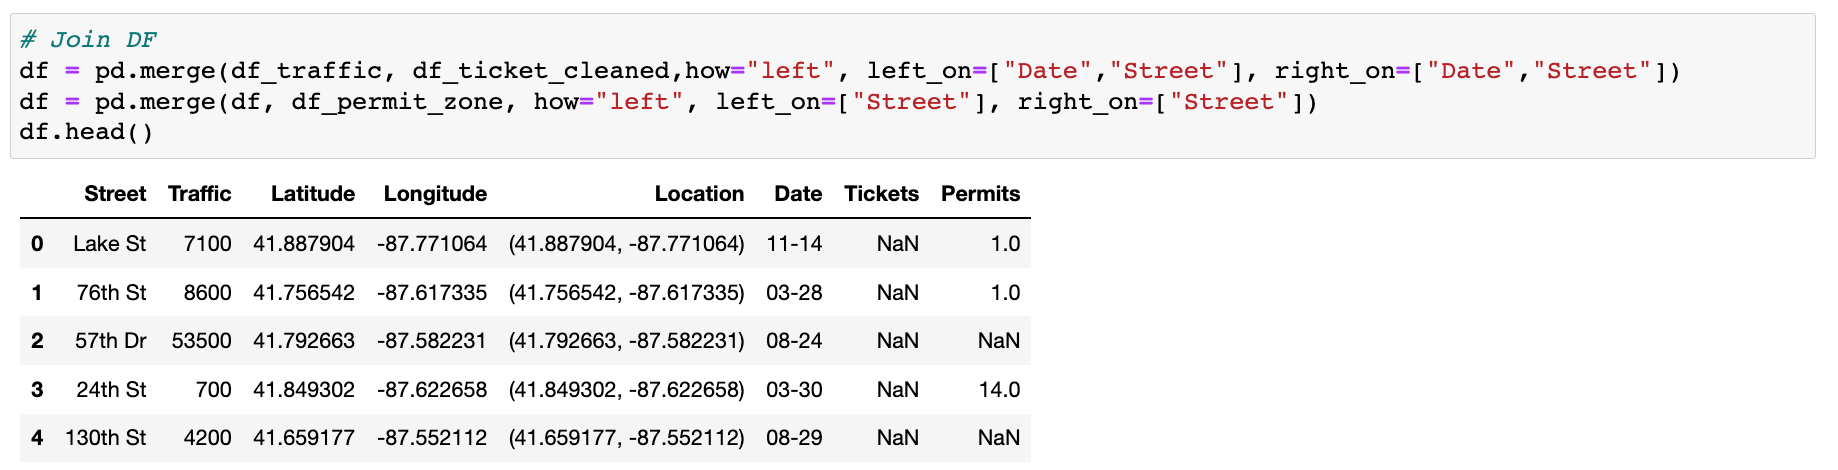 # Join DF
df = pd.merge(df_traffic, df_ticket_cleaned,how="left", left_on=["Date","Street"], right_on=["Date","Street"])
df = pd.merge(df, df_permit_zone, how="left", left_on=["Street"], right_on=["Street"])
df.head()
Street Traffic Latitude Longitude Location Date Tickets Permits
0 Lake St 7100 41.887904 -87.771064 (41.887904, -87.771064) 11-14 NaN 1.0
1 76th St 8600 41.756542 -87.617335 (41.756542, -87.617335) 03-28 NaN 1.0
2 57th Dr 53500 41.792663 -87.582231 (41.792663, -87.582231) 08-24 NaN NaN
3 24th St 700 41.849302 -87.622658 (41.849302, -87.622658) 03-30 NaN 14.0
4 130th St 4200 41.659177 -87.552112 (41.659177, -87.552112) 08-29 NaN NaN